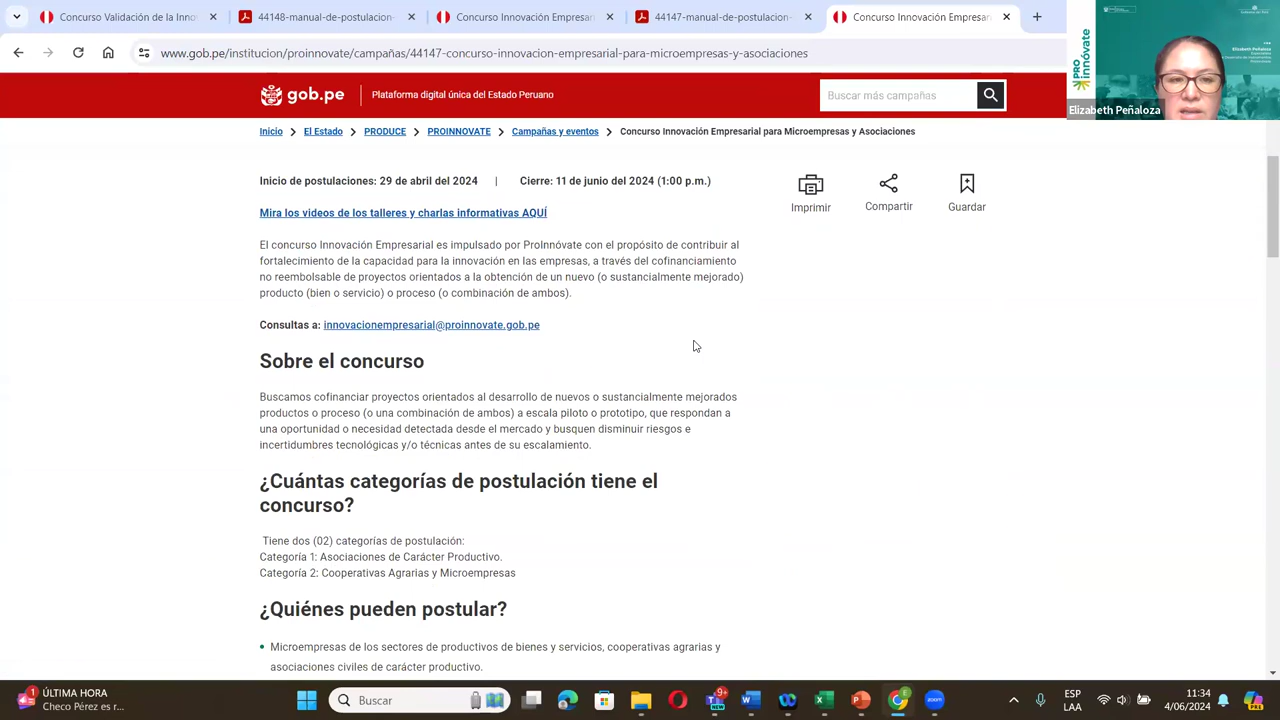 Concurso Validación de la Inno
44148-manual-de-postulacion-
Concurso Innovación Empresari
44147-manual-de-postulacion-
Concurso Innovación Empresari
www.gob.pe/institucion/proinnovate/campañas/44147-concurso-innovacion-empresarial-para-microempresas-y-asociaciones
gob.pe
Plataforma digital única del Estado Peruano
Buscar más campañas
PRO innóvate
Elizabeth Peñaloza
Elizabeth Peñaloza
Inicio
El Estado
PRODUCE
PROINNOVATE
Campañas y eventos
Concurso Innovación Empresarial para Microempresas y Asociaciones
Inicio de postulaciones: 29 de abril del 2024 | Cierre: 11 de junio del 2024 (1:00 p.m.)
Imprimir
Compartir
Guardar
Mira los videos de los talleres y charlas informativas AQUÍ
El concurso Innovación Empresarial es impulsado por ProInnóvate con el propósito de contribuir al
fortalecimiento de la capacidad para la innovación en las empresas, a través del cofinanciamiento
no reembolsable de proyectos orientados a la obtención de un nuevo (o sustancialmente mejorado)
producto (bien o servicio) o proceso (o combinación de ambos).
Consultas a: innovacionempresarial@proinnovate.gob.pe
Sobre el concurso
Buscamos cofinanciar proyectos orientados al desarrollo de nuevos o sustancialmente mejorados
productos o proceso (o una combinación de ambos) a escala piloto o prototipo, que respondan a
una oportunidad o necesidad detectada desde el mercado y busquen disminuir riesgos e
incertidumbres tecnológicas y/o técnicas antes de su escalamiento.
¿Cuántas categorías de postulación tiene el
concurso?
Tiene dos (02) categorías de postulación:
Categoría 1: Asociaciones de Carácter Productivo.
Categoría 2: Cooperativas Agrarias y Microempresas
¿Quiénes pueden postular?
Microempresas de los sectores de productivos de bienes y servicios, cooperativas agrarias y
asociaciones civiles de carácter productivo.
1
ÚLTIMA HORA
Checo Pérez es r...
Buscar
9+
ESP
LAA
11:34
4/06/2024